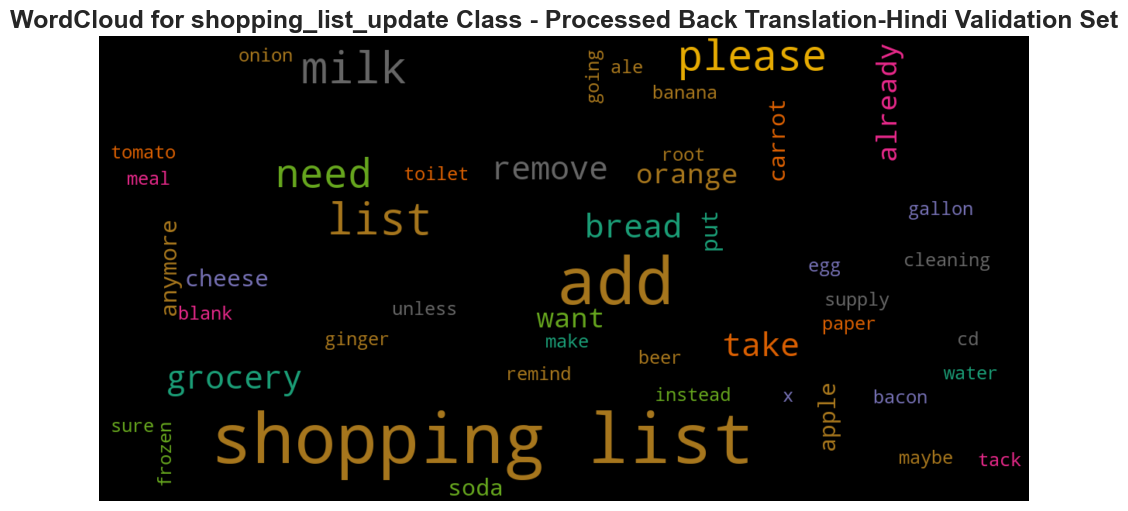 WordCloud for shopping_list_update Class - Processed Back Translation-Hindi Validation Set
onion
milk
going
ale
please
banana
already
carrot
tomato
meal
need
toilet
remove
root
orange
list
bread
put
gallon
anymore
cheese
add
egg
cleaning
blank
unless
want
supply
paper
ginger
make
beer
take
cd
grocery
remind
instead
x
apple
bacon
water
sure
frozen
shopping list
soda
maybe
tack